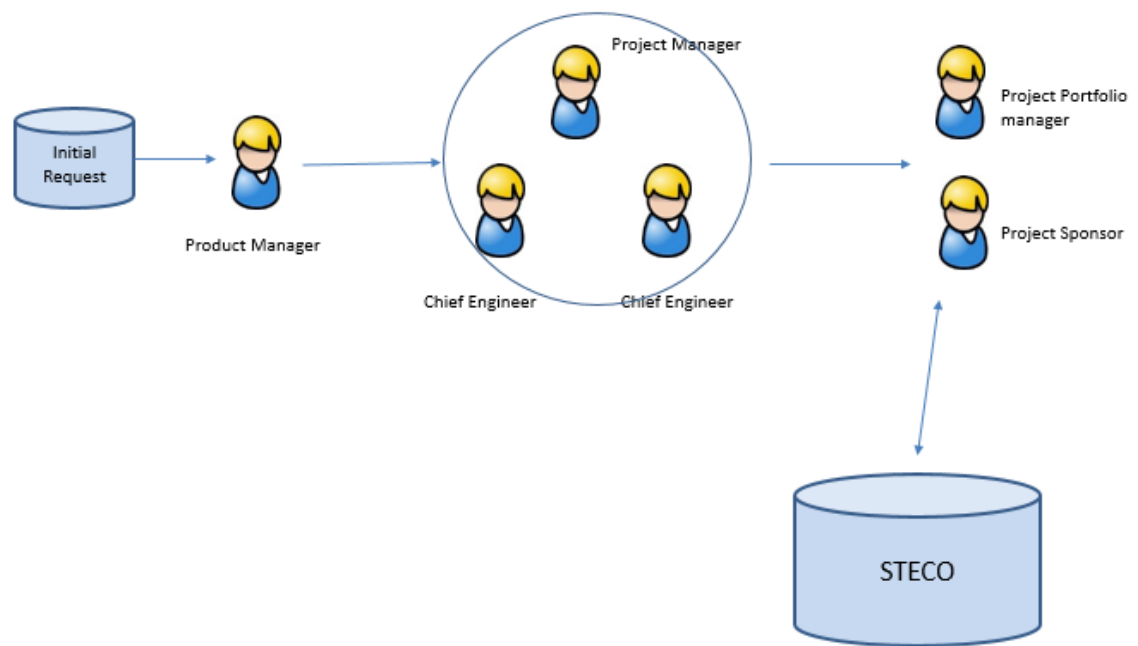 Initial
Request
Product Manager
Project Manager
Chief Engineer
Chief Engineer
Project Portfolio
manager
Project Sponsor
STECO